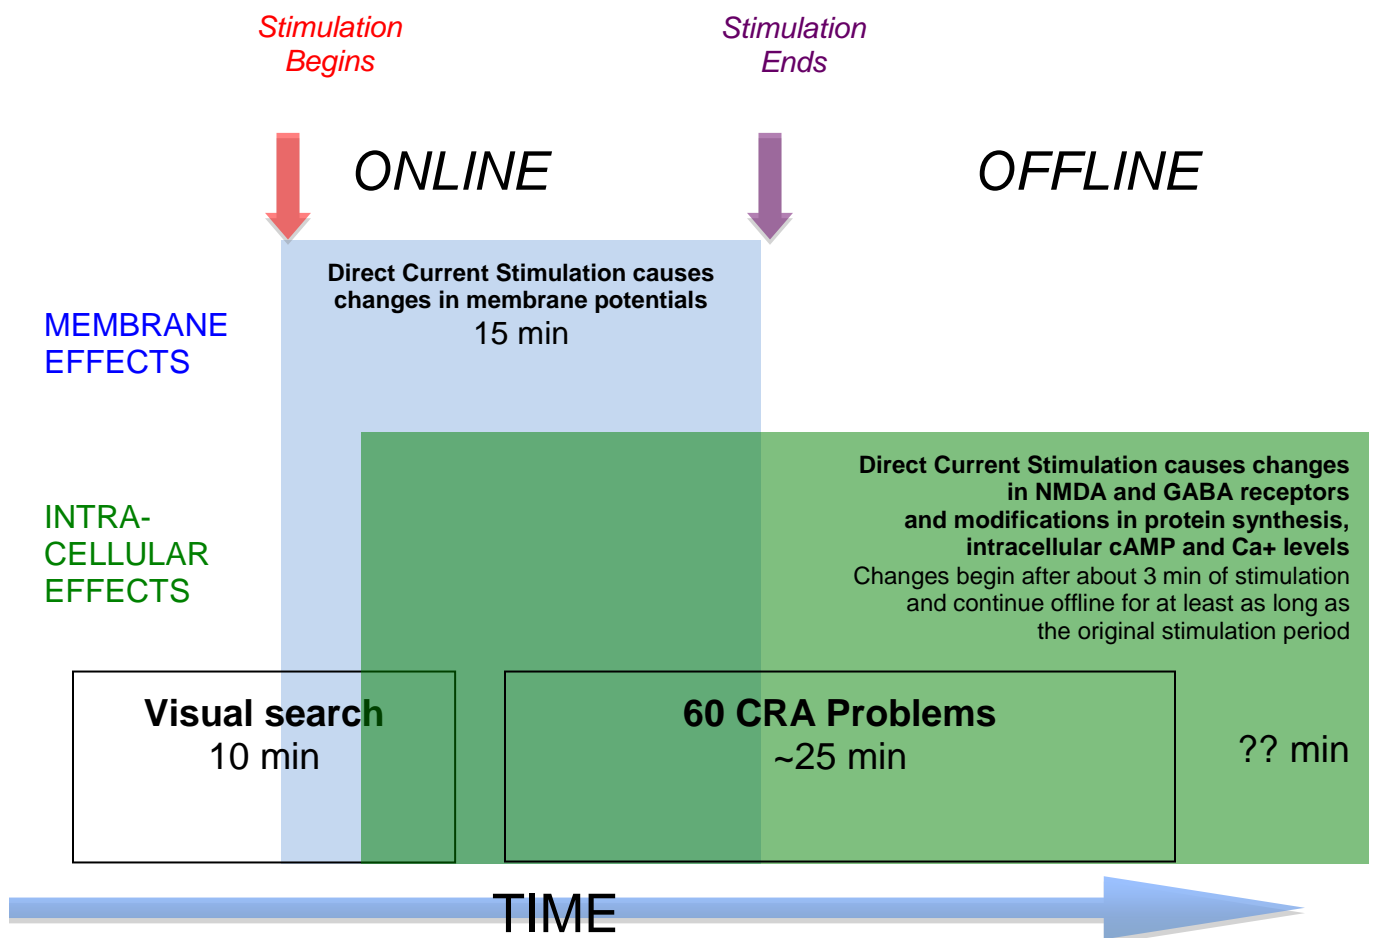 Stimulation
Begins
Stimulation
Ends
ONLINE
OFFLINE
Direct Current Stimulation causes
changes in membrane potentials
15 min
MEMBRANE
EFFECTS
Direct Current Stimulation causes changes
in NMDA and GABA receptors
and modifications in protein synthesis,
intracellular cAMP and Ca+ levels
Changes begin after about 3 min of stimulation
and continue offline for at least as long as
the original stimulation period
INTRA-
CELLULAR
EFFECTS
Visual search
10 min
60 CRA Problems
~25 min
?? min
TIME